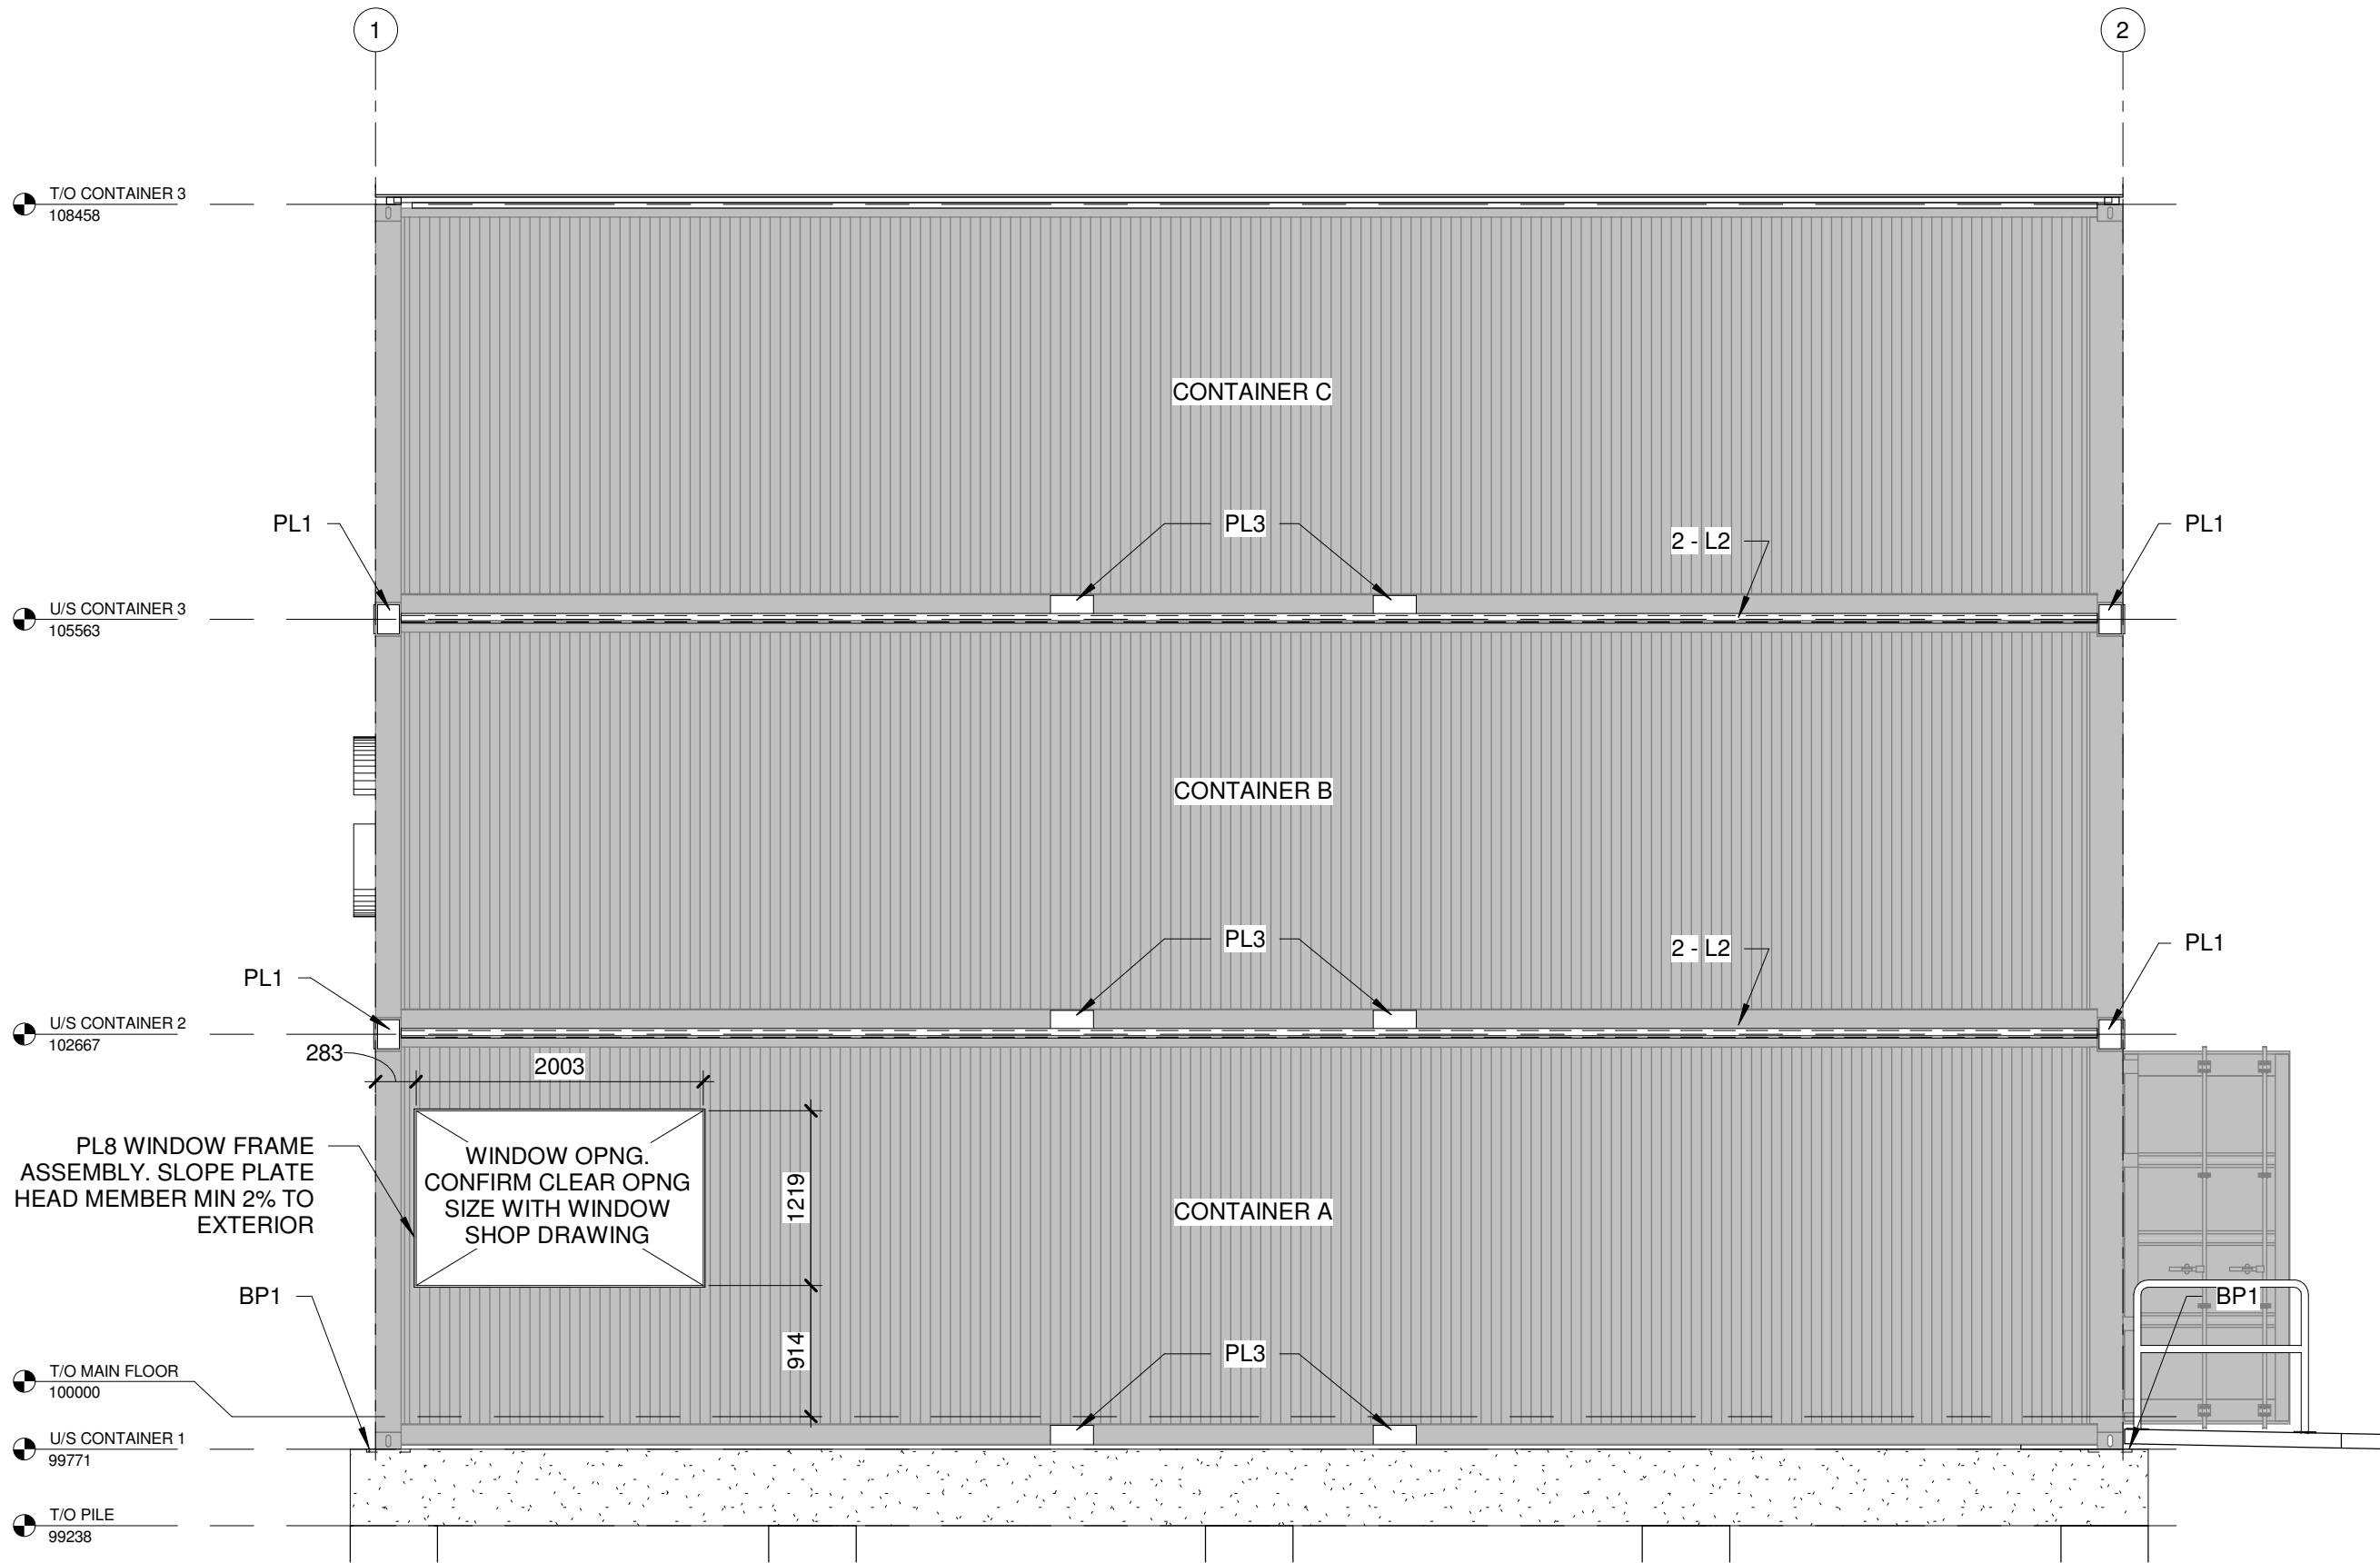 1
2
T/O CONTAINER 3
108458
CONTAINER C
PL1
PL3
2 - L2
PL1
U/S CONTAINER 3
105563
CONTAINER B
PL3
2 - L2
PL1
PL1
U/S CONTAINER 2
102667
283
2003
PL8 WINDOW FRAME
ASSEMBLY. SLOPE PLATE
HEAD MEMBER MIN 2% TO
EXTERIOR
WINDOW OPNG.
CONFIRM CLEAR OPNG
SIZE WITH WINDOW
SHOP DRAWING
1219
CONTAINER A
BP1
BP1
914
PL3
T/O MAIN FLOOR
100000
U/S CONTAINER 1
99771
T/O PILE
99238